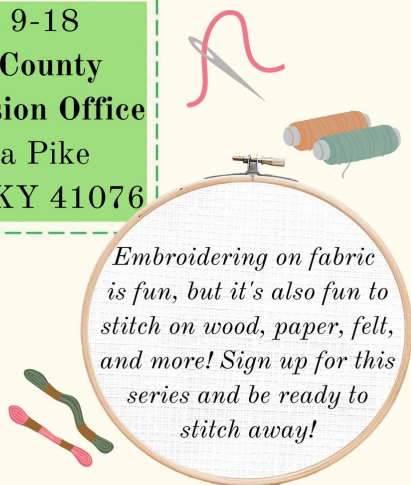 9-18
County
sion Office
a Pike
KY 41076
Embroidering on fabric
is fun, but it's also fun to
stitch on wood, paper, felt,
and more! Sign up for this
series and be ready to
stitch away!